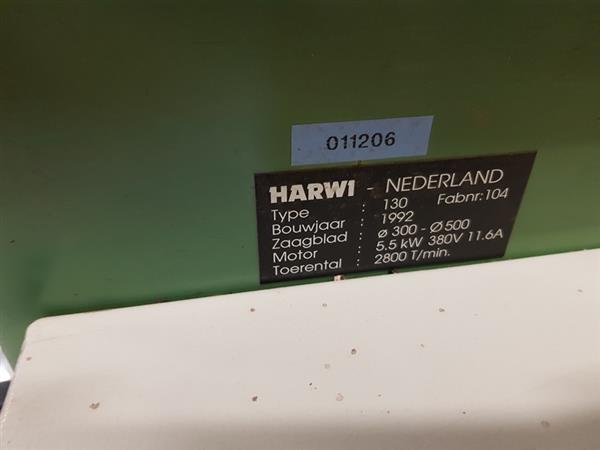 011206
HARWI - NEDERLAND
Type : 130 Fabnr: 104
Bouwjaar : 1992
Zaagblad : ø 300 - Ø 500
Motor : 5.5 kW 380V 11.6A
Toerental : 2800 T/min.